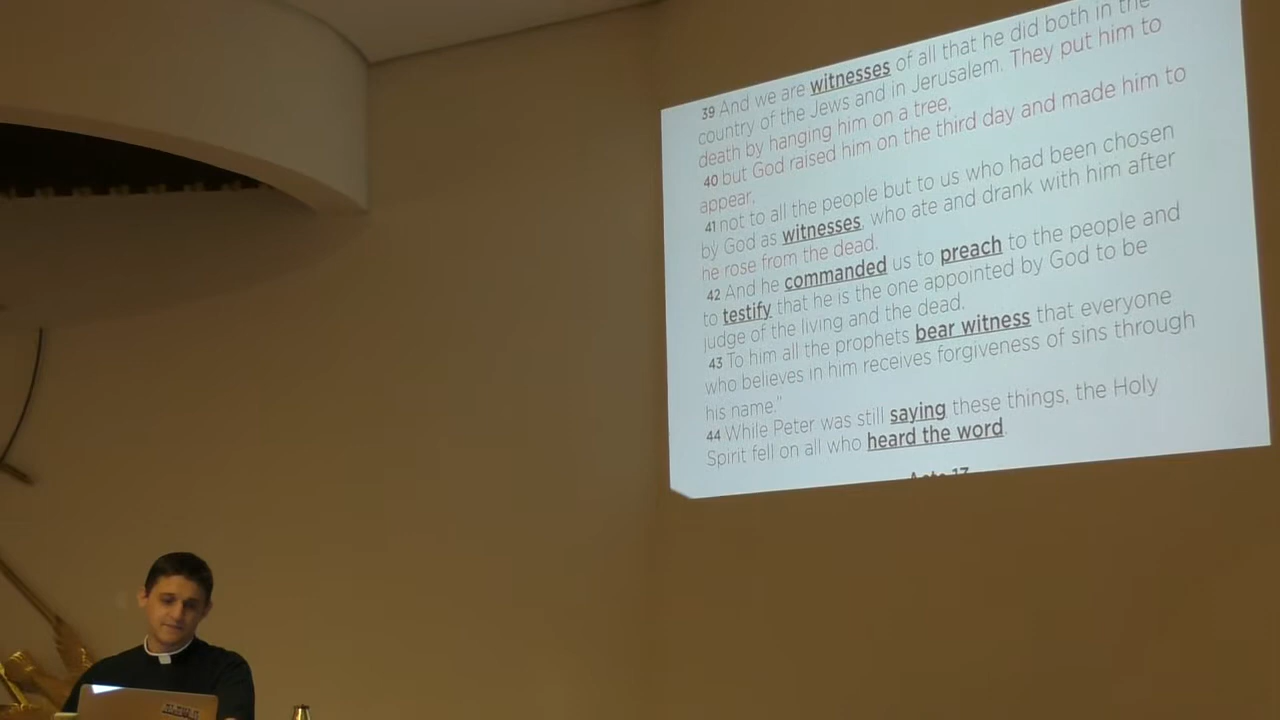 39 And we are witnesses of all that he did both in the
country of the Jews and in Jerusalem. They put him to
death by hanging him on a tree,
40 but God raised him on the third day and made him to
appear,
41 not to all the people but to us who had been chosen
by God as witnesses, who ate and drank with him after
he rose from the dead.
42 And he commanded us to preach to the people and
to testify that he is the one appointed by God to be
judge of the living and the dead.
43 To him all the prophets bear witness that everyone
who believes in him receives forgiveness of sins through
his name."
44 While Peter was still saying these things, the Holy
Spirit fell on all who heard the word.
Acts 17